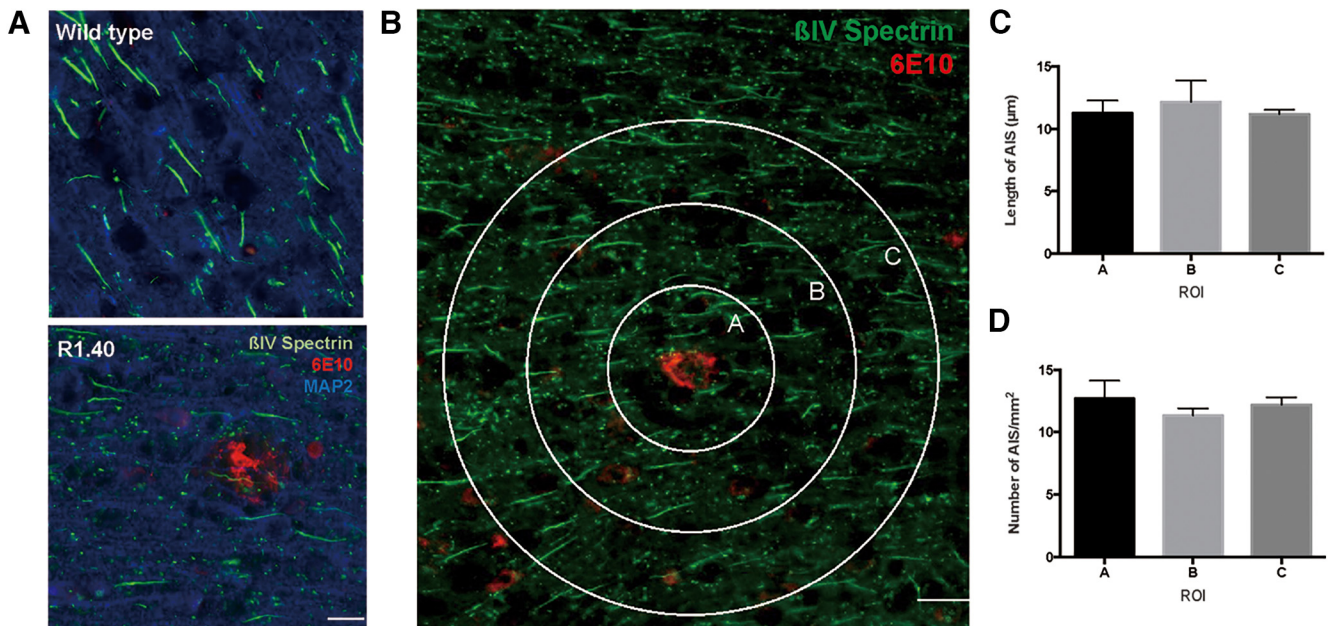 A
Wild type
R1.40
ßIV Spectrin
6E10
MAP2
B
ßIV Spectrin
6E10
A
B
C
C
15
10
5
0
Length of AIS (µm)
A B C
ROI
D
15
10
5
0
Number of AIS/mm²
A B C
ROI